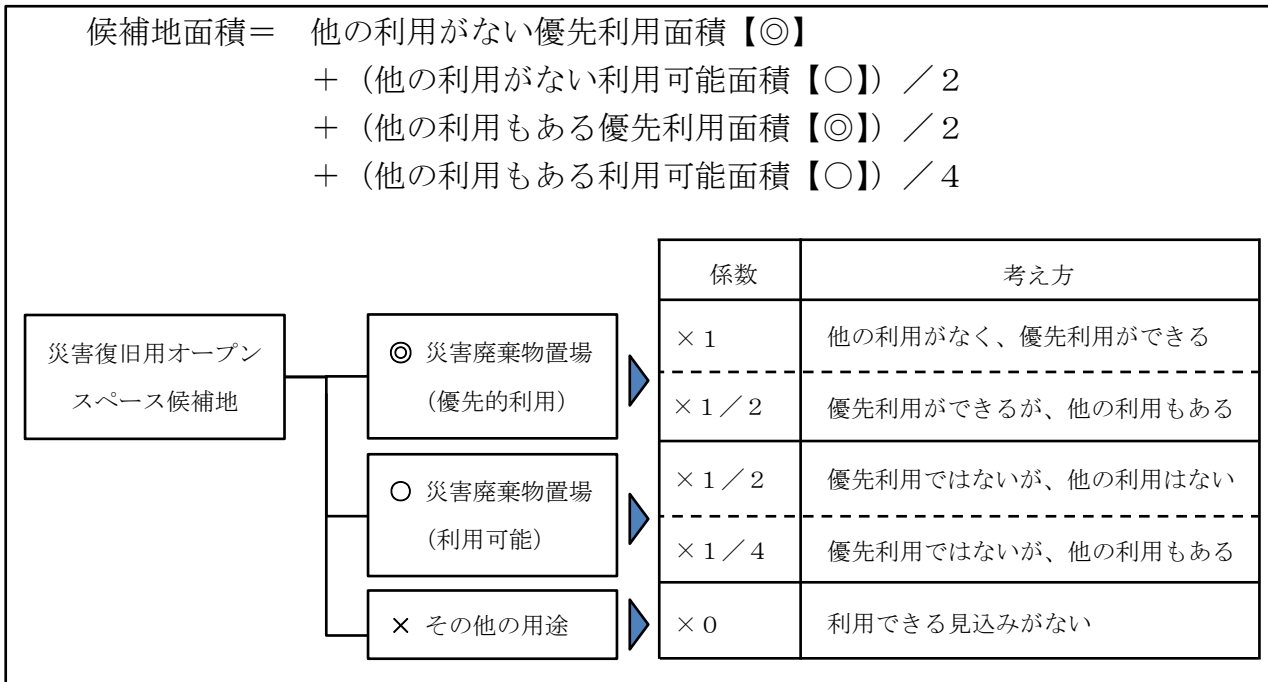 候補地面積＝　他の利用がない優先利用面積【◎】
＋（他の利用がない利用可能面積【○】）／２
＋（他の利用もある優先利用面積【◎】）／２
＋（他の利用もある利用可能面積【○】）／４
係数　考え方
災害復旧用オープン
スペース候補地
◎ 災害廃棄物置場
（優先的利用）
×１　他の利用がなく、優先利用ができる
×１／２　優先利用ができるが、他の利用もある
○ 災害廃棄物置場
（利用可能）
×１／２　優先利用ではないが、他の利用はない
×１／４　優先利用ではないが、他の利用もある
× その他の用途
×０　利用できる見込みがない